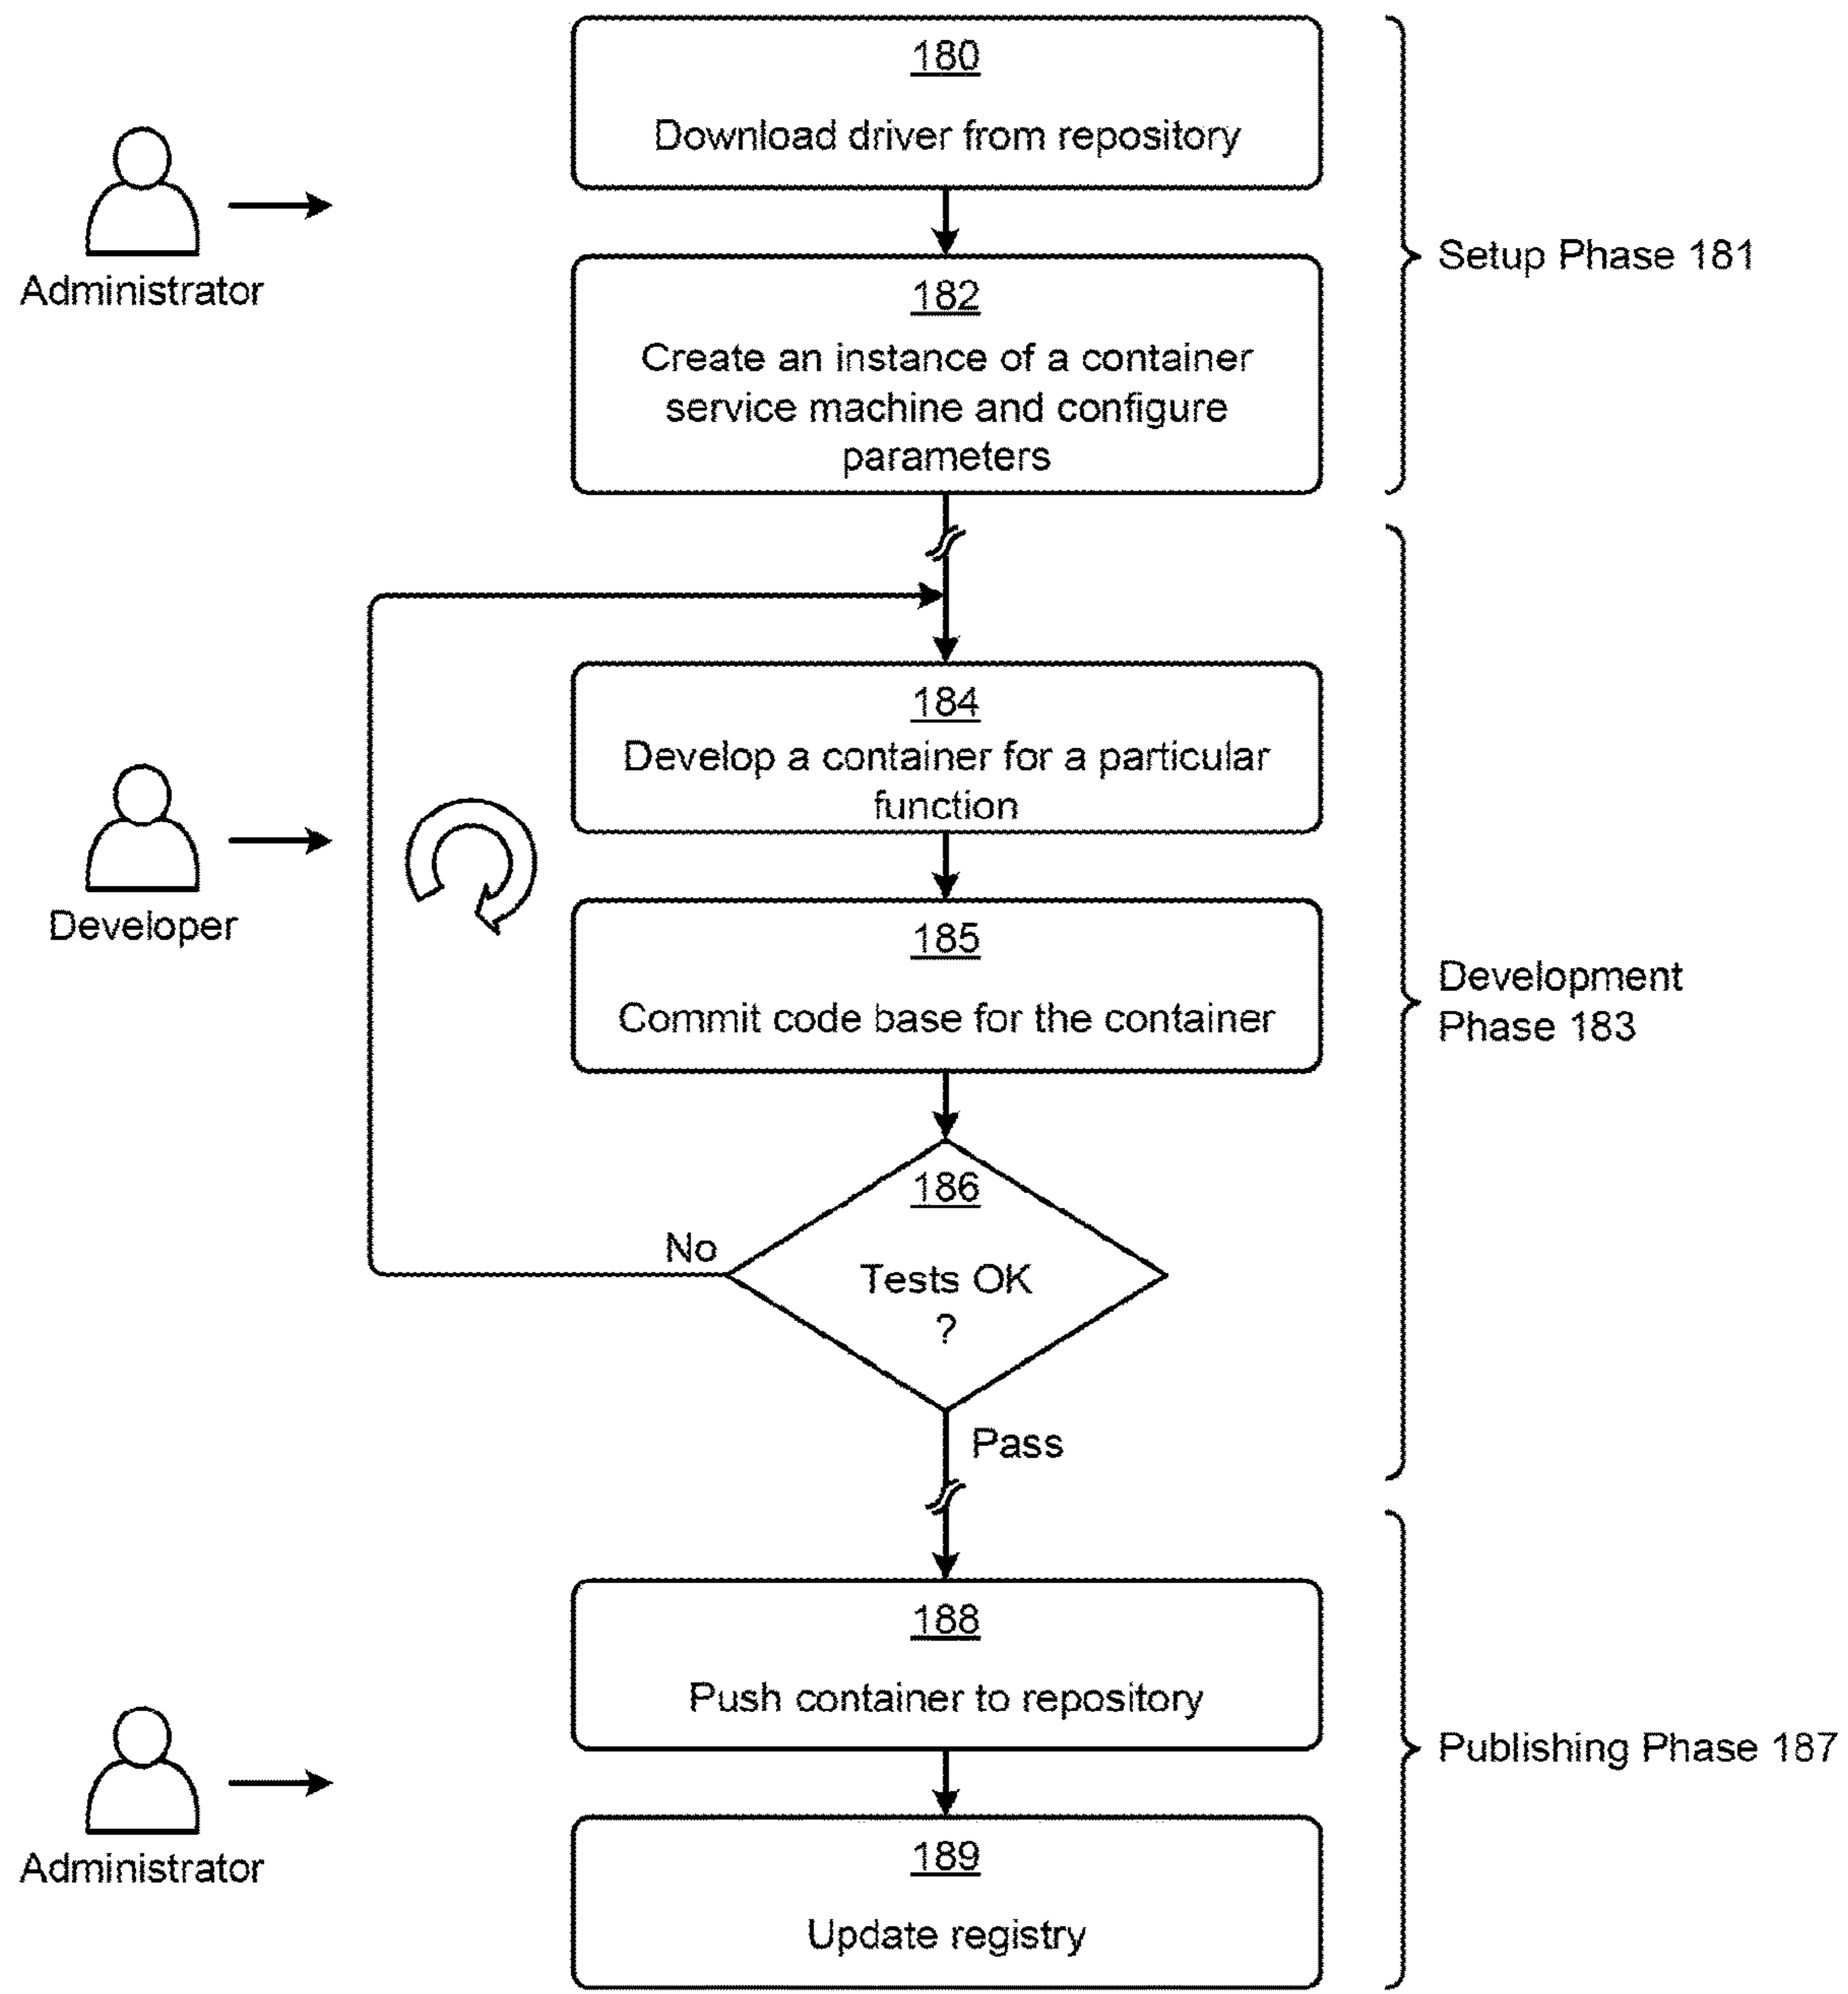 180
Download driver from repository
Administrator
182
Create an instance of a container
service machine and configure
parameters
Setup Phase 181
184
Develop a container for a particular
function
Developer
185
Commit code base for the container
Development
Phase 183
186
Tests OK
?
No
Pass
188
Push container to repository
Administrator
189
Update registry
Publishing Phase 187